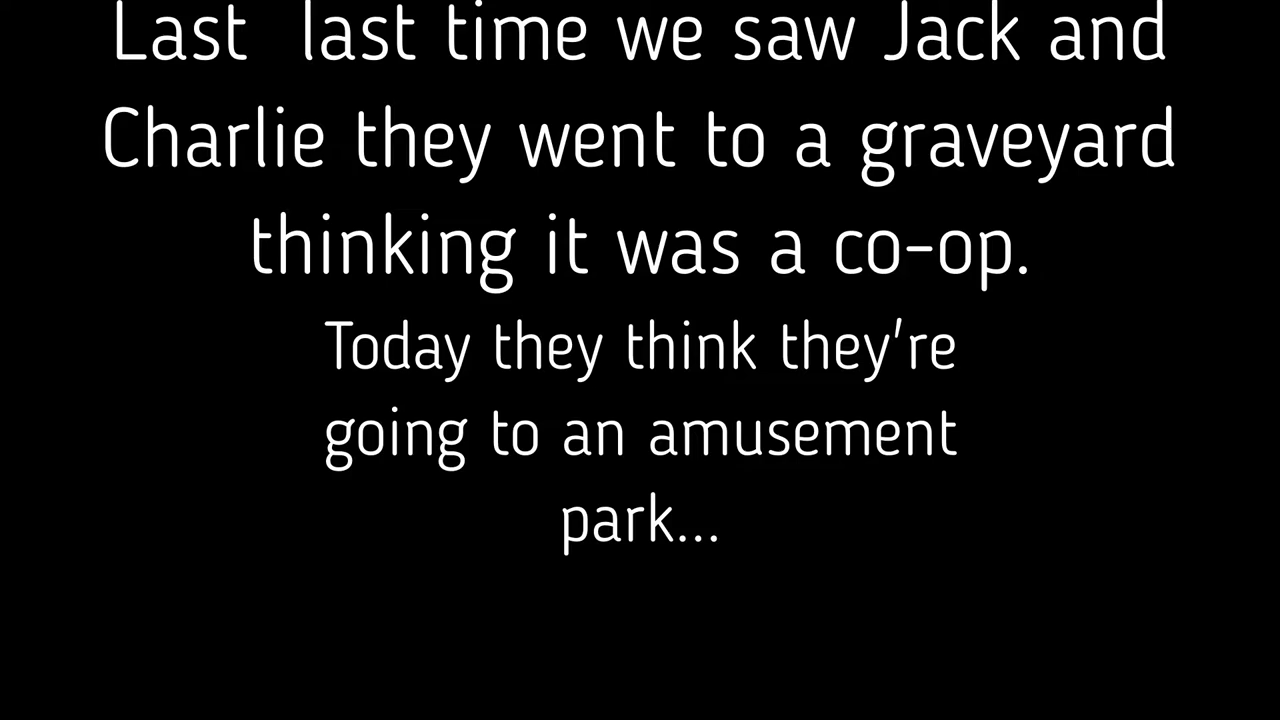 Last  last time we saw Jack and
Charlie they went to a graveyard
thinking it was a co-op.
Today they think they're
going to an amusement
park...